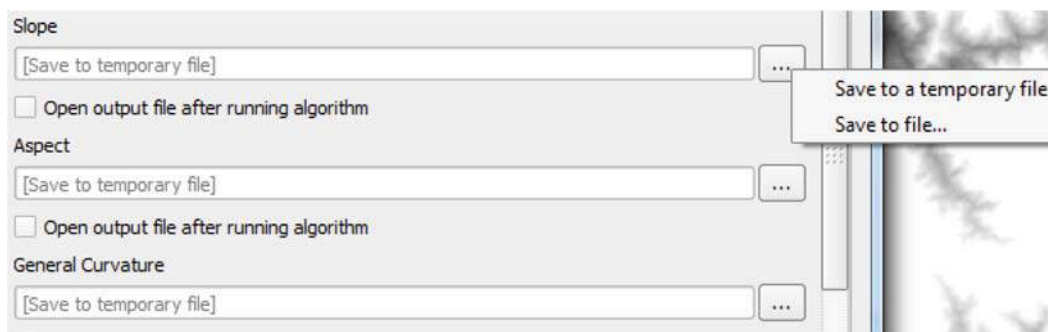 Slope
[Save to temporary file]
...
Save to a temporary file
Save to file...
Open output file after running algorithm
Aspect
[Save to temporary file]
...
Open output file after running algorithm
General Curvature
[Save to temporary file]
...